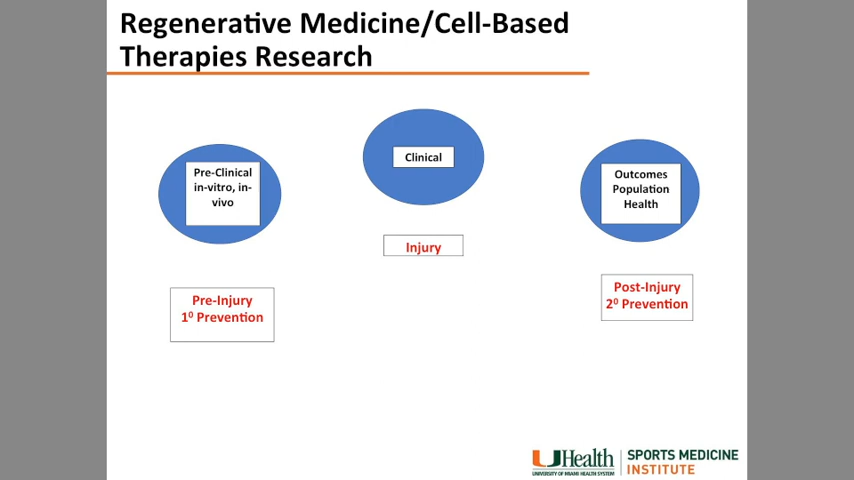 Regenerative Medicine/Cell-Based
Therapies Research
Pre-Clinical
in-vitro, in-
vivo
Clinical
Outcomes
Population
Health
Injury
Pre-Injury
1⁰ Prevention
Post-Injury
2⁰ Prevention
UHealth
UNIVERSITY OF MIAMI HEALTH SYSTEM
SPORTS MEDICINE
INSTITUTE